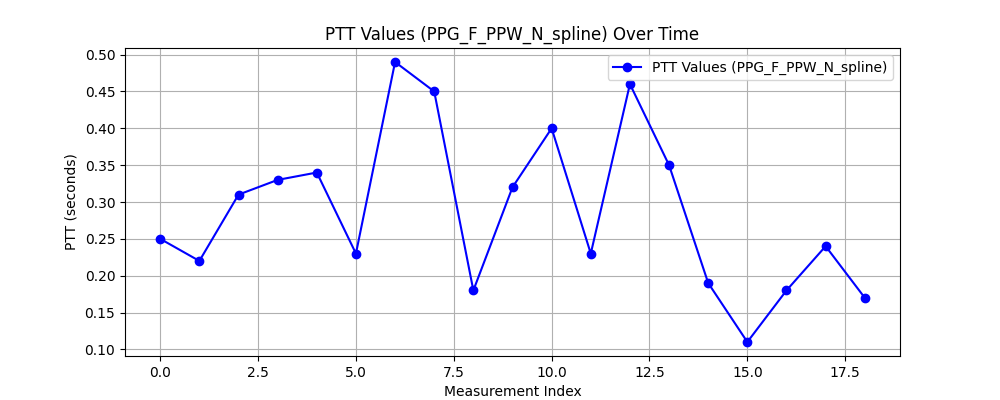 PTT Values (PPG_F_PPW_N_spline) Over Time
PTT Values (PPG_F_PPW_N_spline)
PTT (seconds)
0.50
0.45
0.40
0.35
0.30
0.25
0.20
0.15
0.10
0.0 2.5 5.0 7.5 10.0 12.5 15.0 17.5
Measurement Index